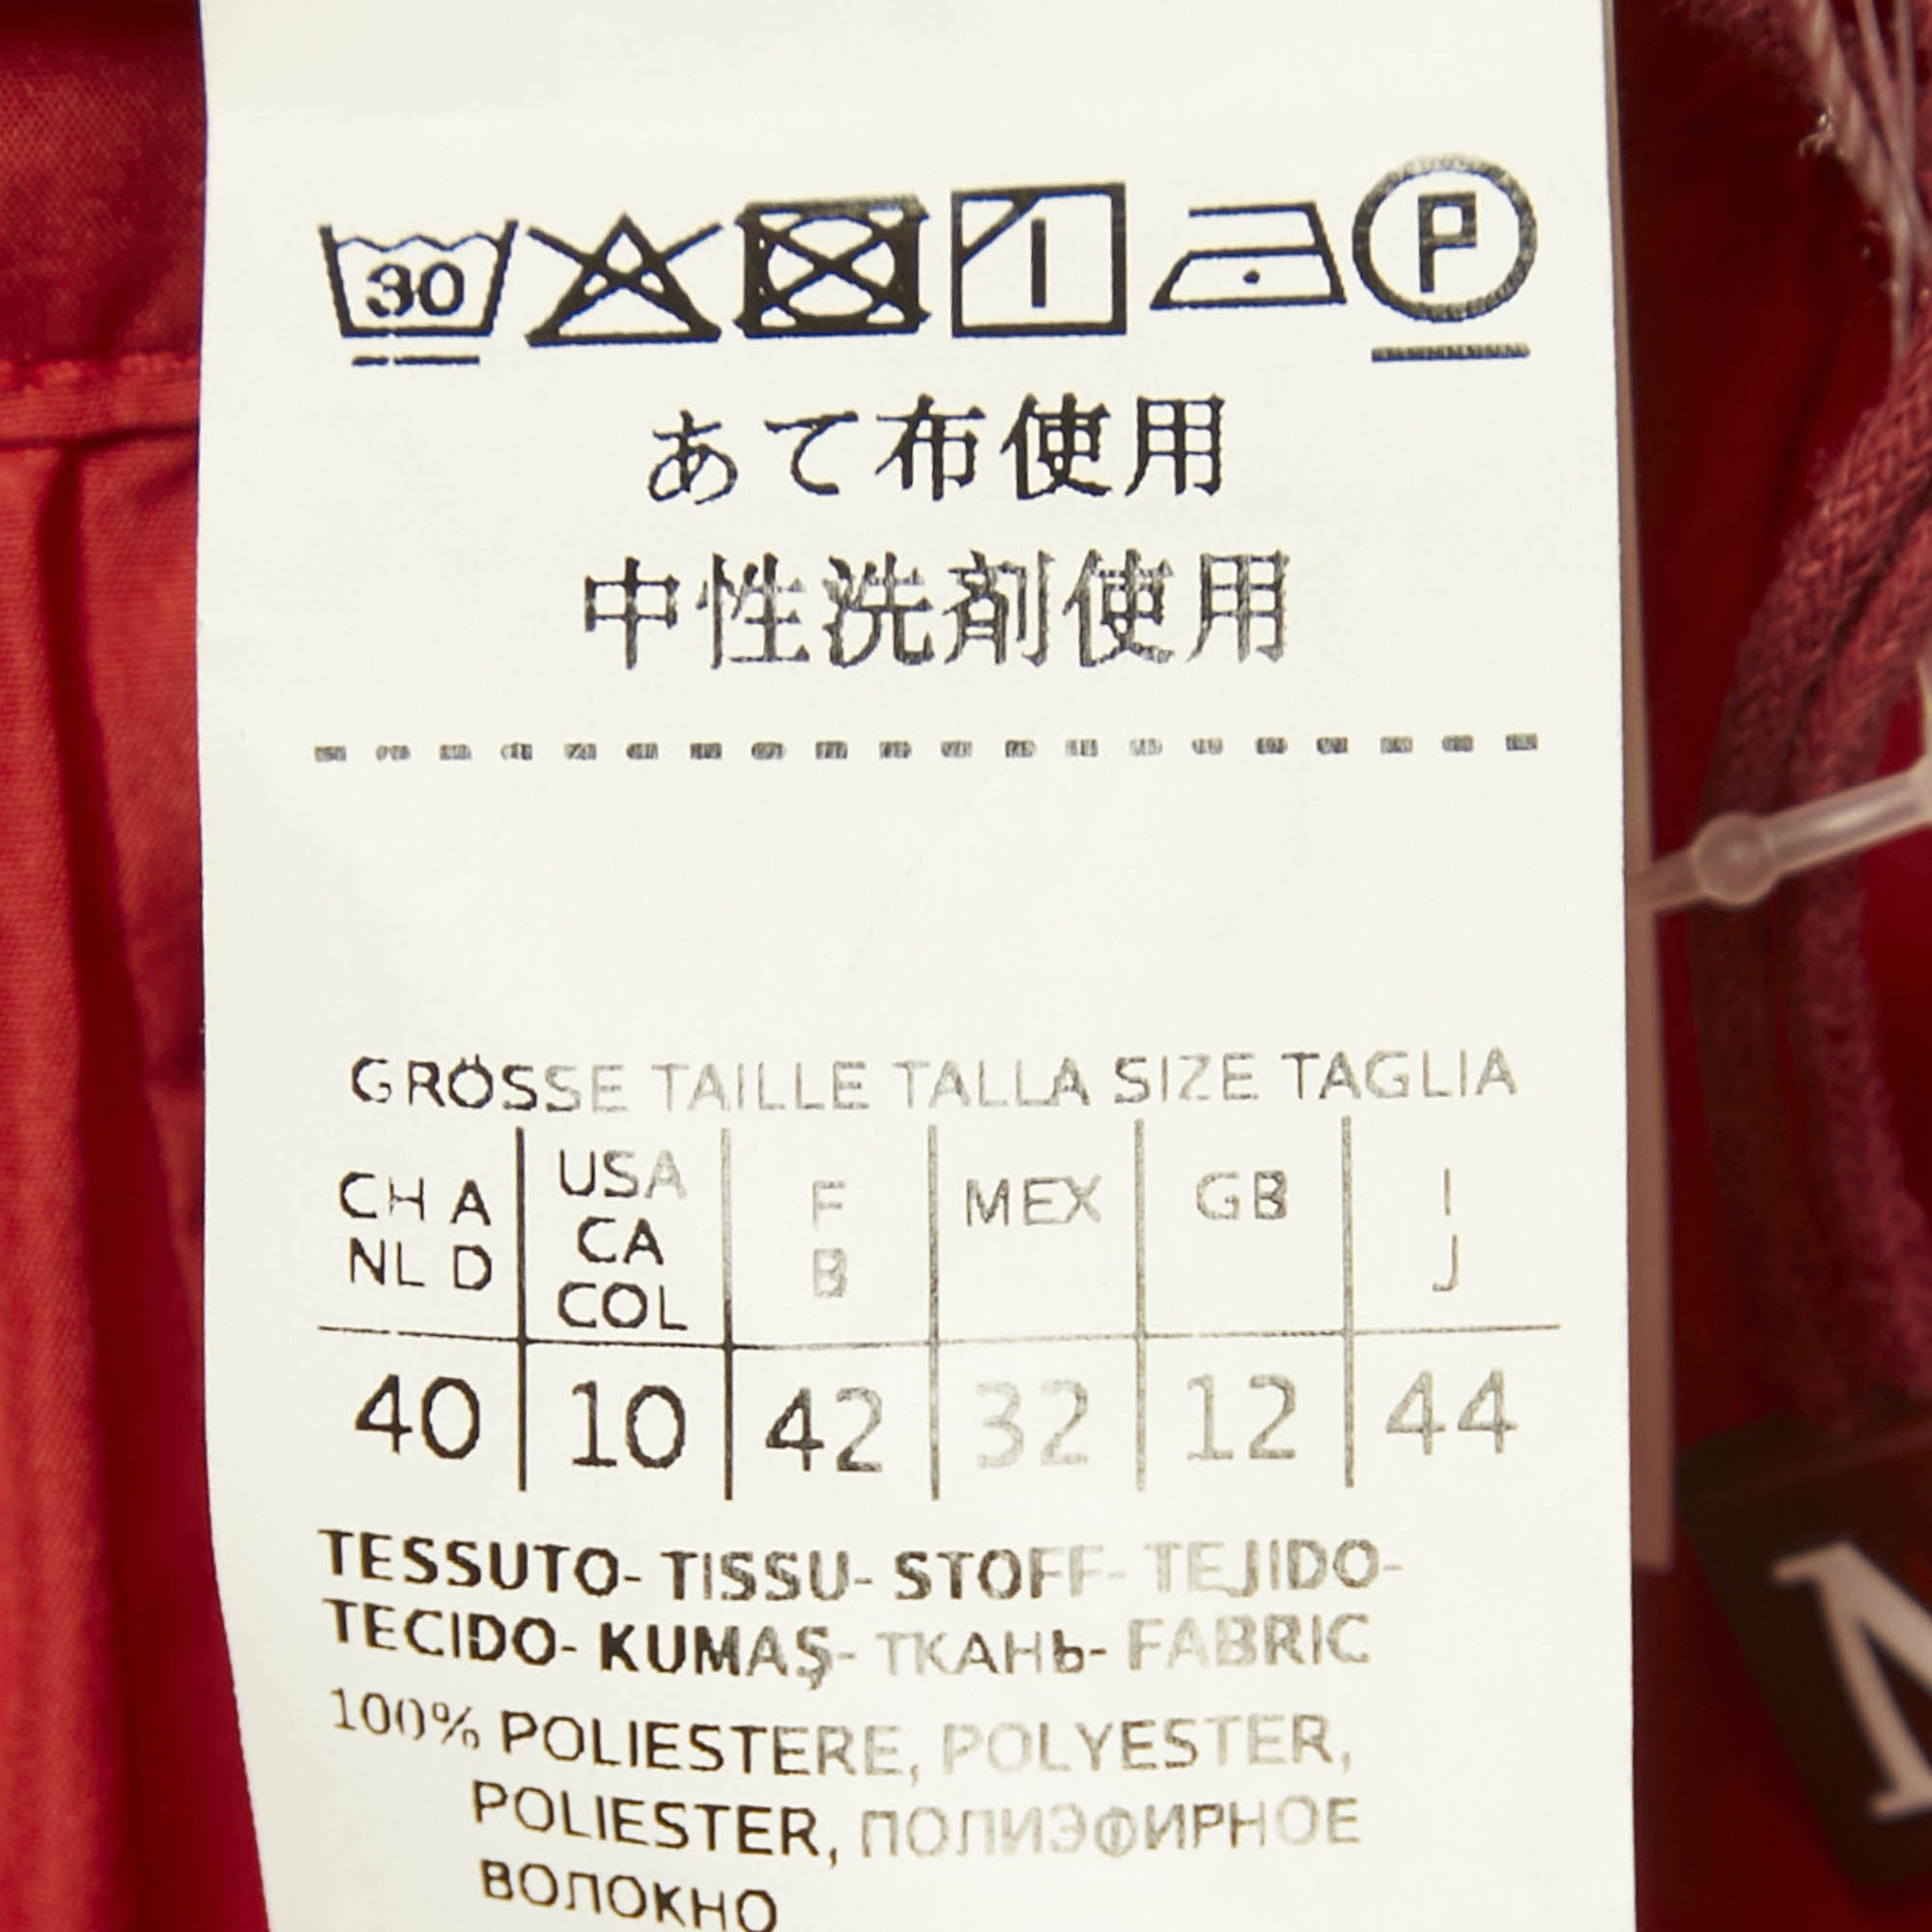 30 P
あて布使用
中性洗剤使用
GRÖSSE TAILLE TALLA SIZE TAGLIA
CH A NL D
USA CA COL
F B
MEX
GB
I J
40 10 42 32 12 44
TESSUTO- TISSU- STOFF- TEJIDO-
TECIDO- KUMAŞ- ТКАНЬ- FABRIC
100% POLIESTERE, POLYESTER,
POLIESTER, ПОЛИЭФИРНОЕ
ВОЛОКНО